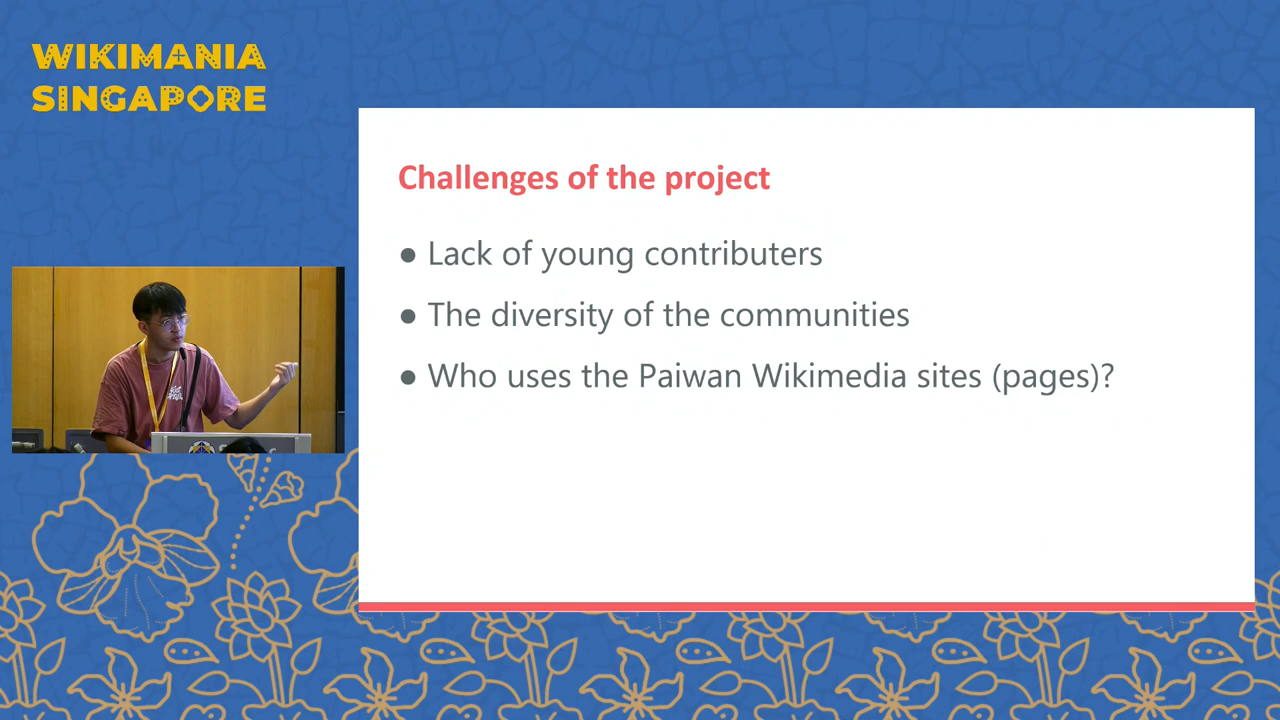 WIKIMANIA
SINGAPORE
Challenges of the project
● Lack of young contributers
● The diversity of the communities
● Who uses the Paiwan Wikimedia sites (pages)?